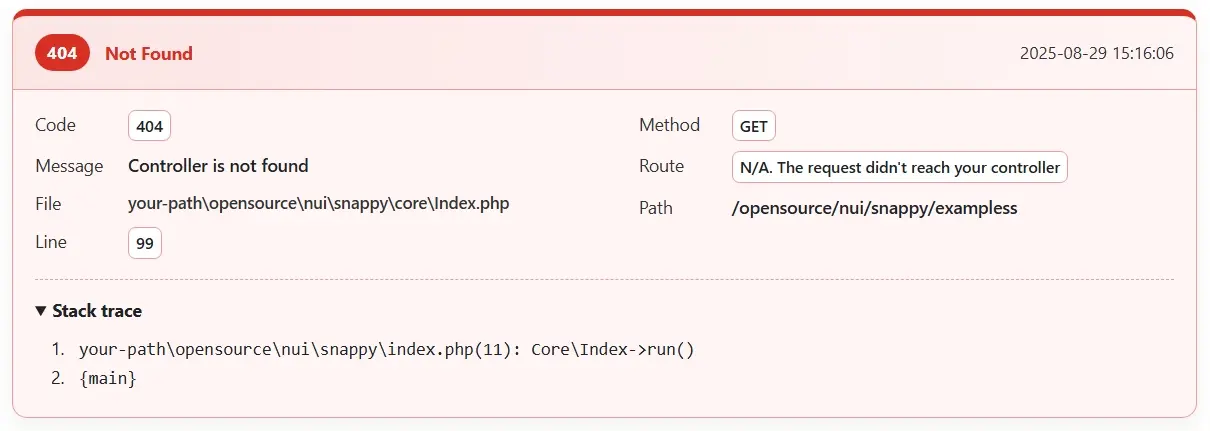 404 Not Found 2025-08-29 15:16:06
Code 404
Message Controller is not found
File your-path\opensource\nui\snappy\core\Index.php
Line 99
Method GET
Route N/A. The request didn't reach your controller
Path /opensource/nui/snappy/exampless
▼ Stack trace
1. your-path\opensource\nui\snappy\index.php(11): Core\Index->run()
2. {main}